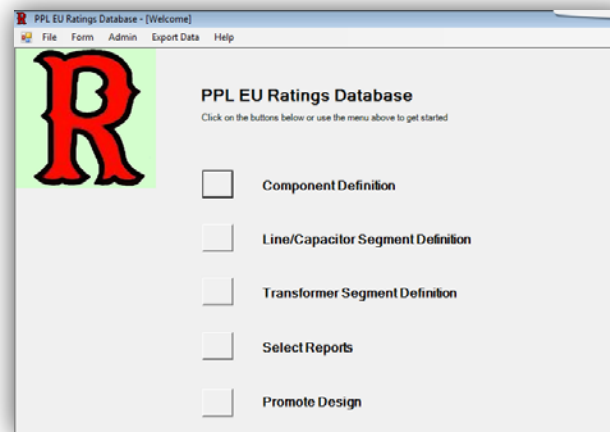 R PPL EU Ratings Database - [Welcome]
File Form Admin Export Data Help
R
PPL EU Ratings Database
Click on the buttons below or use the menu above to get started
Component Definition
Line/Capacitor Segment Definition
Transformer Segment Definition
Select Reports
Promote Design